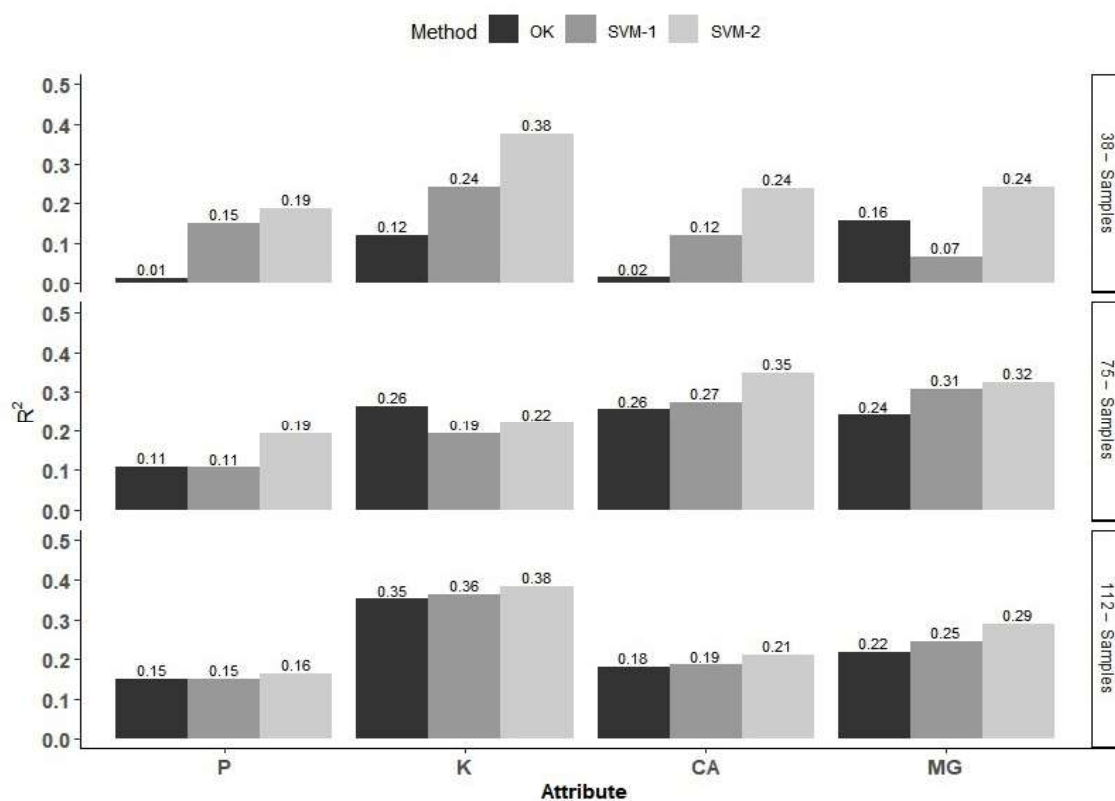 Method OK SVM-1 SVM-2
0.5
0.4
0.3
0.2
0.1
0.0
0.01 0.15 0.19
0.12 0.24 0.38
0.02 0.12 0.24
0.16 0.07 0.24
38 – Samples
R²
0.5
0.4
0.3
0.2
0.1
0.0
0.11 0.11 0.19
0.26 0.19 0.22
0.26 0.27 0.35
0.24 0.31 0.32
75 – Samples
0.5
0.4
0.3
0.2
0.1
0.0
0.15 0.15 0.16
0.35 0.36 0.38
0.18 0.19 0.21
0.22 0.25 0.29
112 – Samples
P K CA MG
Attribute